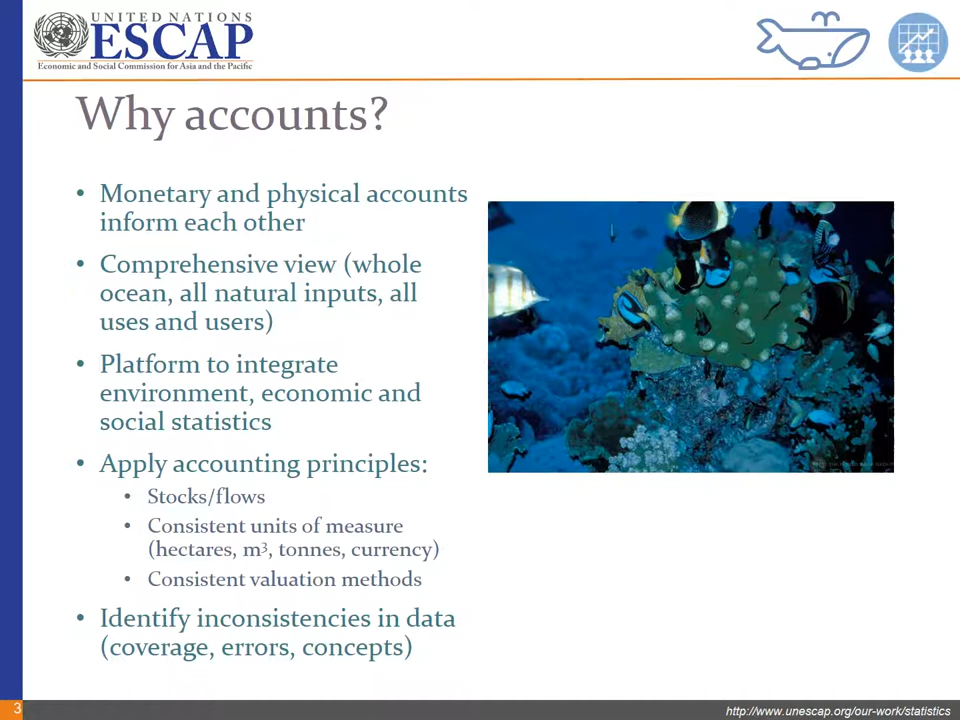 UNITED NATIONS
ESCAP
Economic and Social Commission for Asia and the Pacific
Why accounts?
• Monetary and physical accounts
inform each other
• Comprehensive view (whole
ocean, all natural inputs, all
uses and users)
• Platform to integrate
environment, economic and
social statistics
• Apply accounting principles:
• Stocks/flows
• Consistent units of measure
(hectares, m³, tonnes, currency)
• Consistent valuation methods
• Identify inconsistencies in data
(coverage, errors, concepts)
3
http://www.unescap.org/our-work/statistics